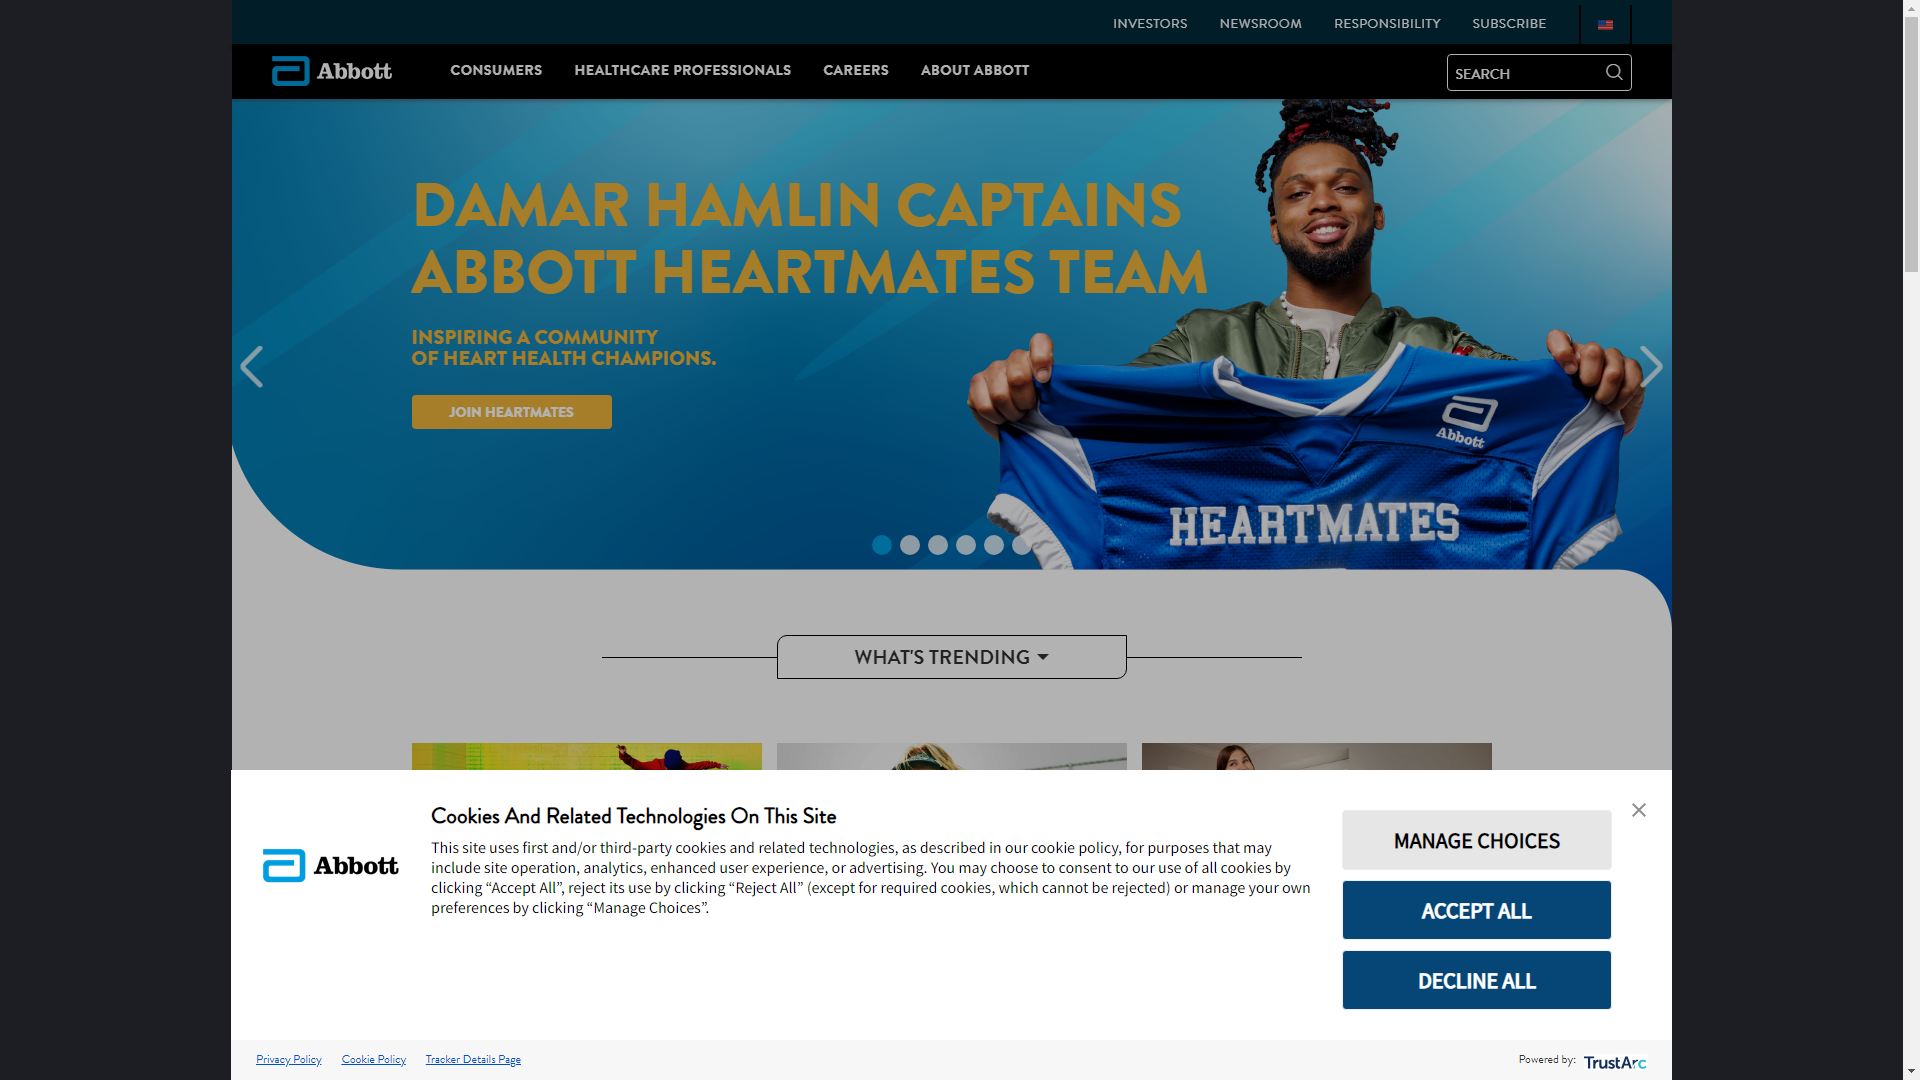 INVESTORS NEWSROOM RESPONSIBILITY SUBSCRIBE
Abbott CONSUMERS HEALTHCARE PROFESSIONALS CAREERS ABOUT ABBOTT SEARCH
DAMAR HAMLIN CAPTAINS
ABBOTT HEARTMATES TEAM
INSPIRING A COMMUNITY
OF HEART HEALTH CHAMPIONS.
JOIN HEARTMATES
Abbott
HEARTMATES
WHAT'S TRENDING
Cookies And Related Technologies On This Site
Abbott
This site uses first and/or third-party cookies and related technologies, as described in our cookie policy, for purposes that may
include site operation, analytics, enhanced user experience, or advertising. You may choose to consent to our use of all cookies by
clicking “Accept All”, reject its use by clicking “Reject All” (except for required cookies, which cannot be rejected) or manage your own
preferences by clicking “Manage Choices”.
MANAGE CHOICES
ACCEPT ALL
DECLINE ALL
Privacy Policy Cookie Policy Tracker Details Page Powered by: TrustArc